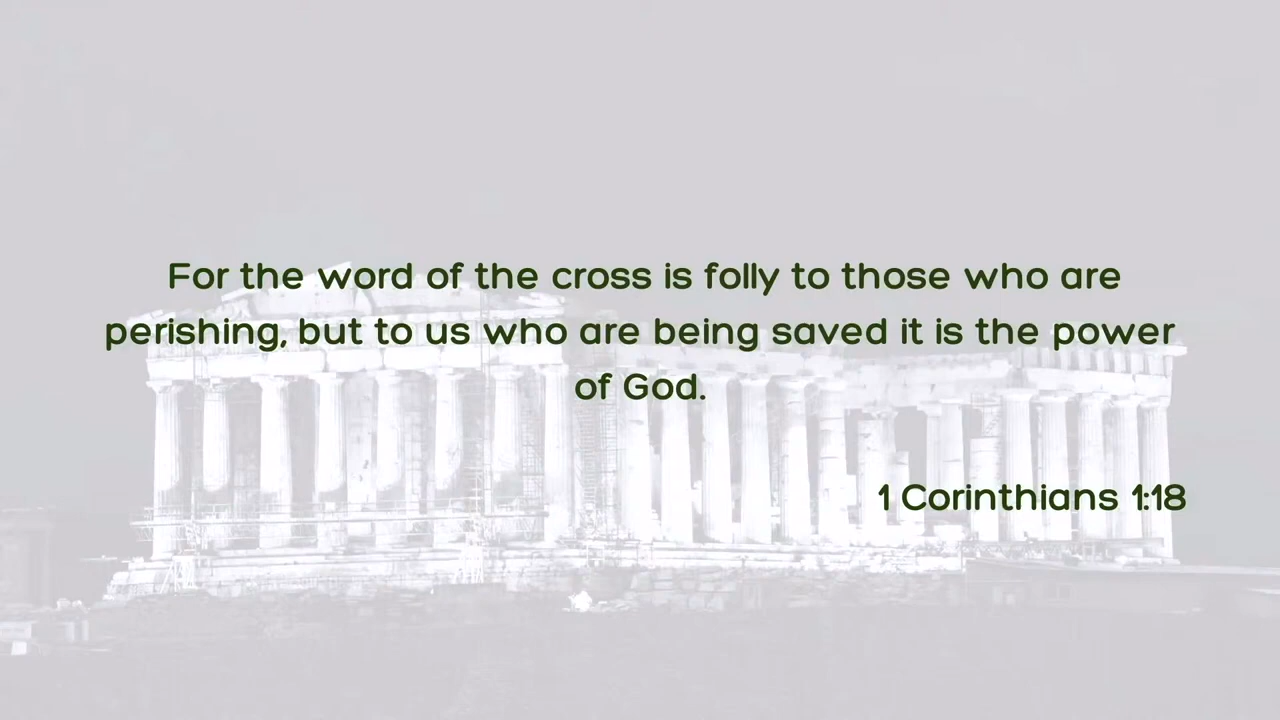 For the word of the cross is folly to those who are
perishing, but to us who are being saved it is the power
of God.
1 Corinthians 1:18